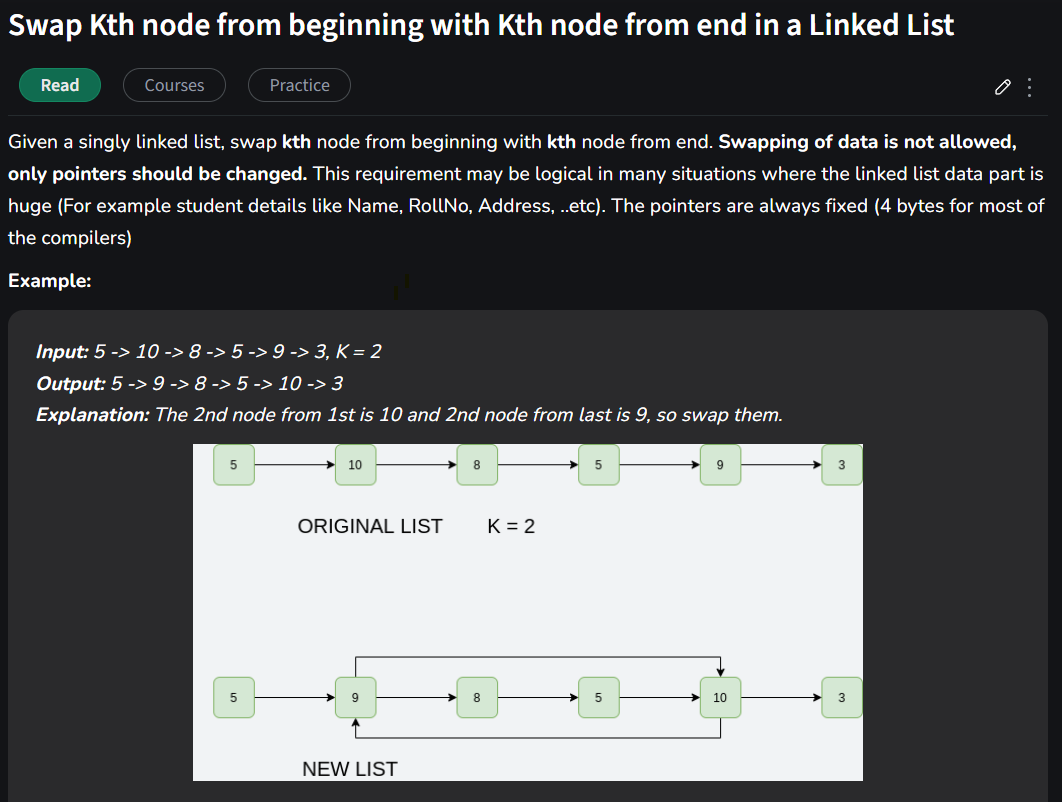 Swap Kth node from beginning with Kth node from end in a Linked List
Read Courses Practice
Given a singly linked list, swap kth node from beginning with kth node from end. Swapping of data is not allowed,
only pointers should be changed. This requirement may be logical in many situations where the linked list data part is
huge (For example student details like Name, RollNo, Address, ..etc). The pointers are always fixed (4 bytes for most of
the compilers)
Example:
Input: 5 -> 10 -> 8 -> 5 -> 9 -> 3, K = 2
Output: 5 -> 9 -> 8 -> 5 -> 10 -> 3
Explanation: The 2nd node from 1st is 10 and 2nd node from last is 9, so swap them.
5 10 8 5 9 3
ORIGINAL LIST K = 2
5 9 8 5 10 3
NEW LIST